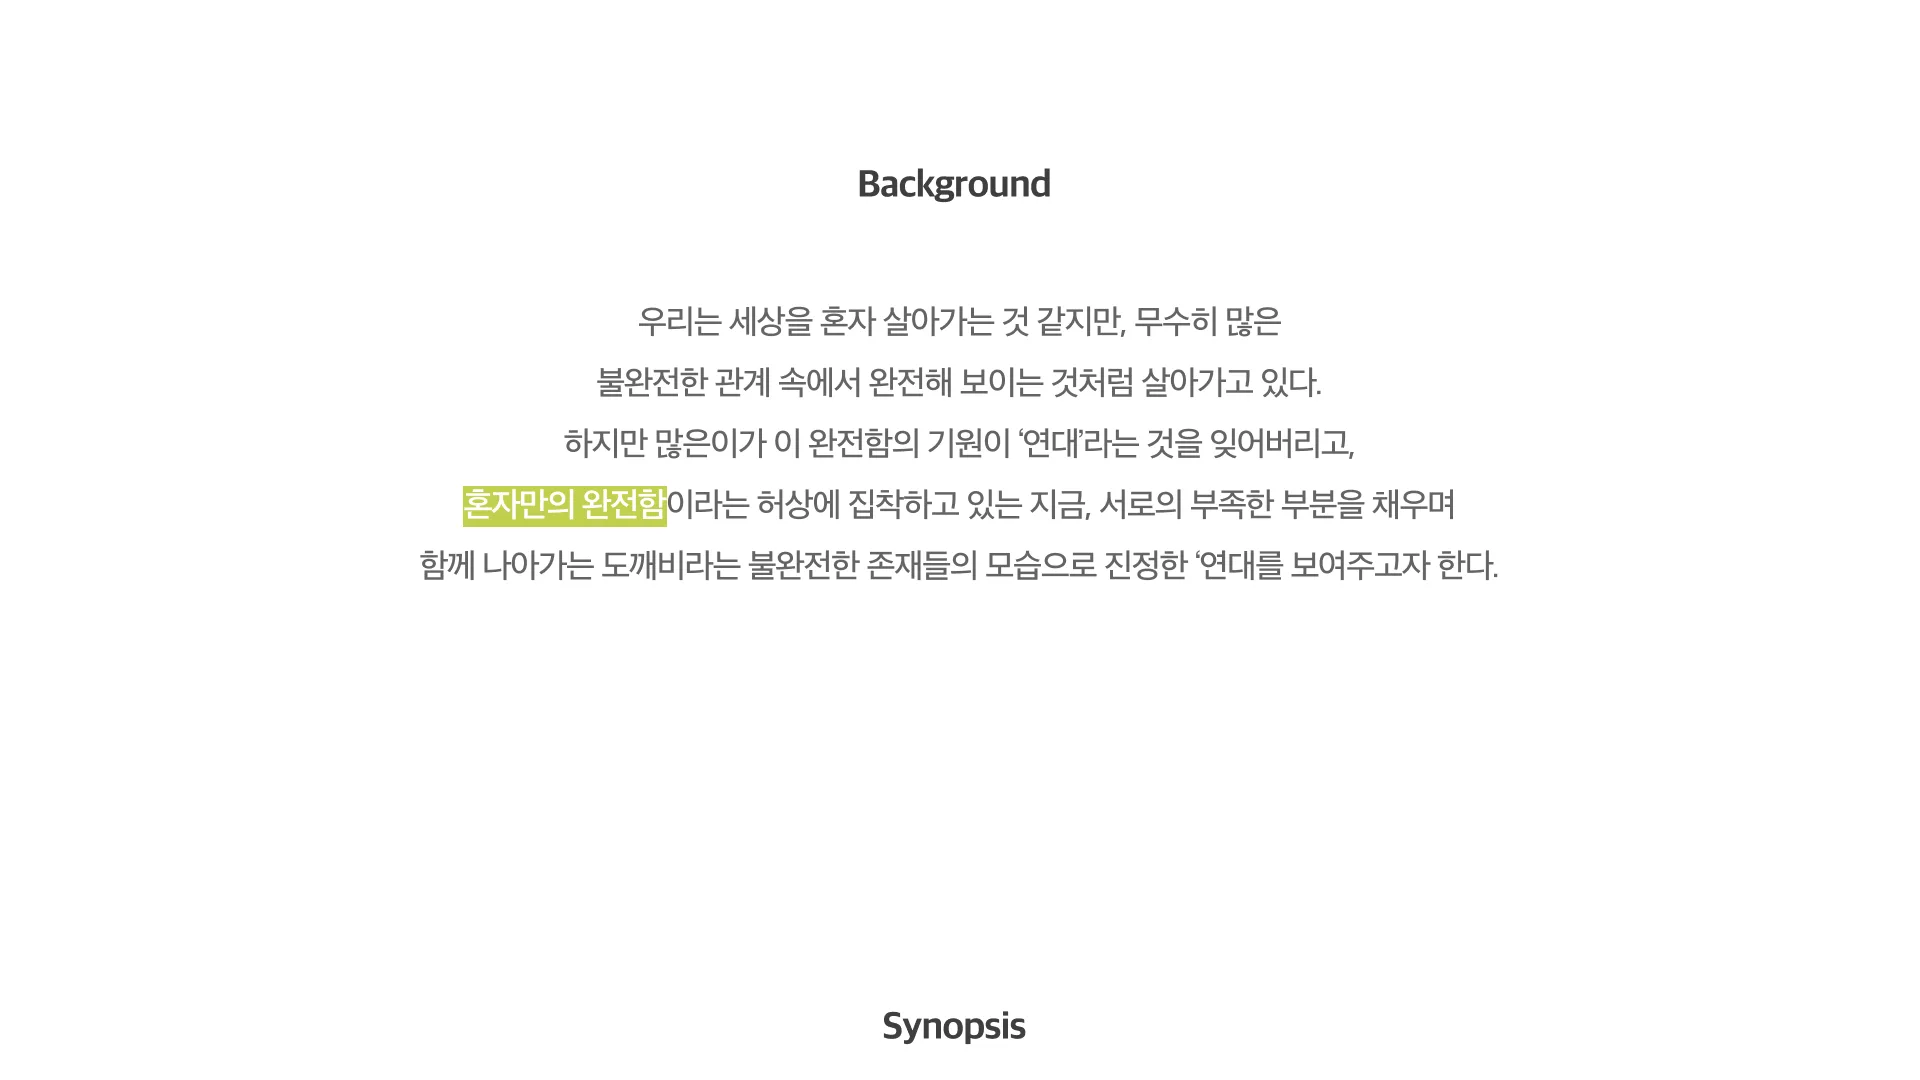 Background
우리는 세상을 혼자 살아가는 것 같지만, 무수히 많은
불완전한 관계 속에서 완전해 보이는 것처럼 살아가고 있다.
하지만 많은이가 이 완전함의 기원이 ‘연대’라는 것을 잊어버리고,
혼자만의 완전함이라는 허상에 집착하고 있는 지금, 서로의 부족한 부분을 채우며
함께 나아가는 도깨비라는 불완전한 존재들의 모습으로 진정한 ‘연대를 보여주고자 한다.
Synopsis